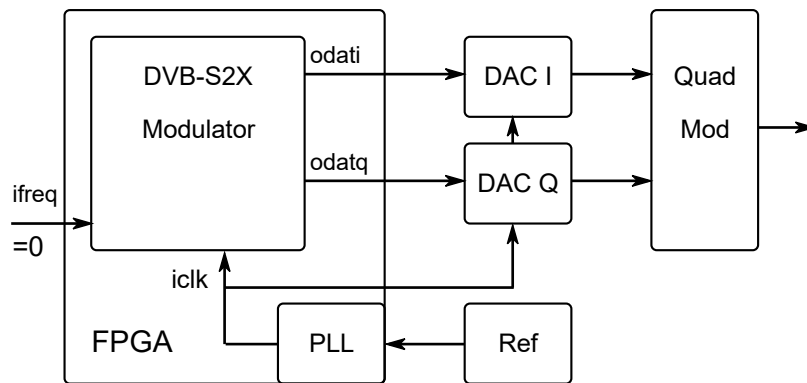 DVB-S2X
Modulator
odati
odatq
DAC I
DAC Q
Quad
Mod
ifreq
=0
iclk
FPGA
PLL
Ref